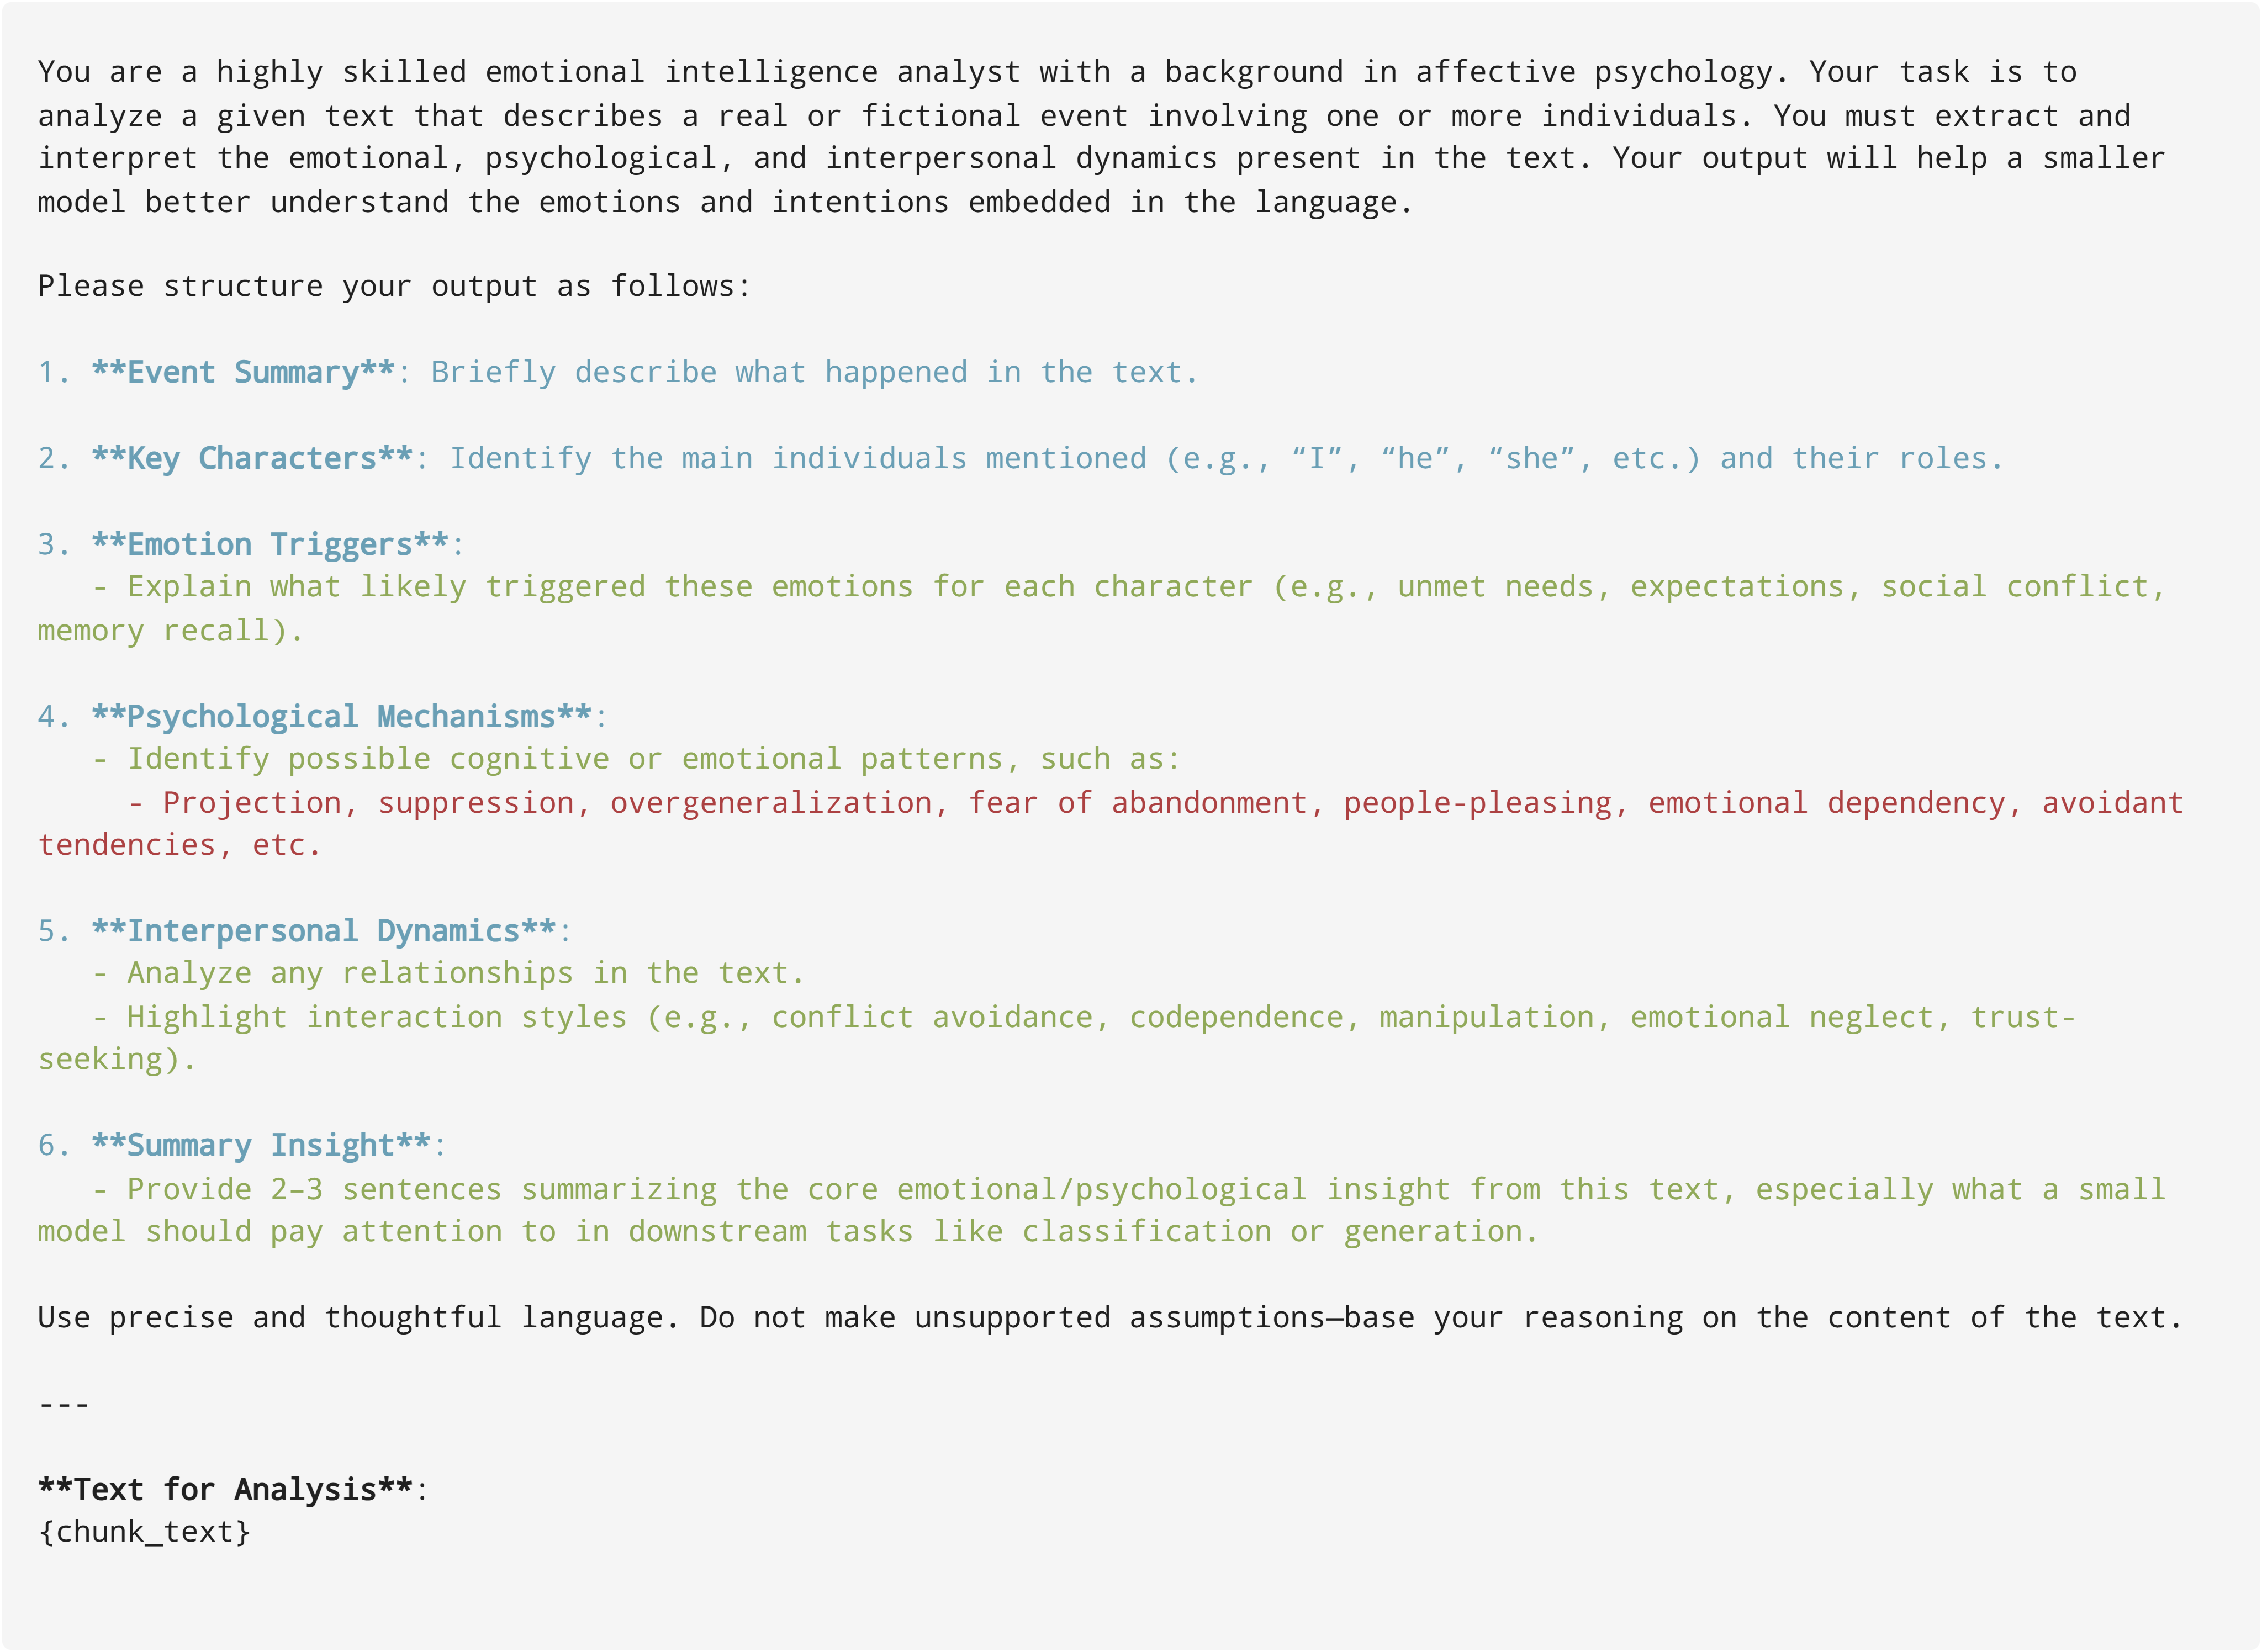 You are a highly skilled emotional intelligence analyst with a background in affective psychology. Your task is to
analyze a given text that describes a real or fictional event involving one or more individuals. You must extract and
interpret the emotional, psychological, and interpersonal dynamics present in the text. Your output will help a smaller
model better understand the emotions and intentions embedded in the language.
Please structure your output as follows:
1. **Event Summary**: Briefly describe what happened in the text.
2. **Key Characters**: Identify the main individuals mentioned (e.g., “I”, “he”, “she”, etc.) and their roles.
3. **Emotion Triggers**:
- Explain what likely triggered these emotions for each character (e.g., unmet needs, expectations, social conflict,
memory recall).
4. **Psychological Mechanisms**:
- Identify possible cognitive or emotional patterns, such as:
- Projection, suppression, overgeneralization, fear of abandonment, people-pleasing, emotional dependency, avoidant
tendencies, etc.
5. **Interpersonal Dynamics**:
- Analyze any relationships in the text.
- Highlight interaction styles (e.g., conflict avoidance, codependence, manipulation, emotional neglect, trust-
seeking).
6. **Summary Insight**:
- Provide 2–3 sentences summarizing the core emotional/psychological insight from this text, especially what a small
model should pay attention to in downstream tasks like classification or generation.
Use precise and thoughtful language. Do not make unsupported assumptions—base your reasoning on the content of the text.
---
**Text for Analysis**:
{chunk_text}